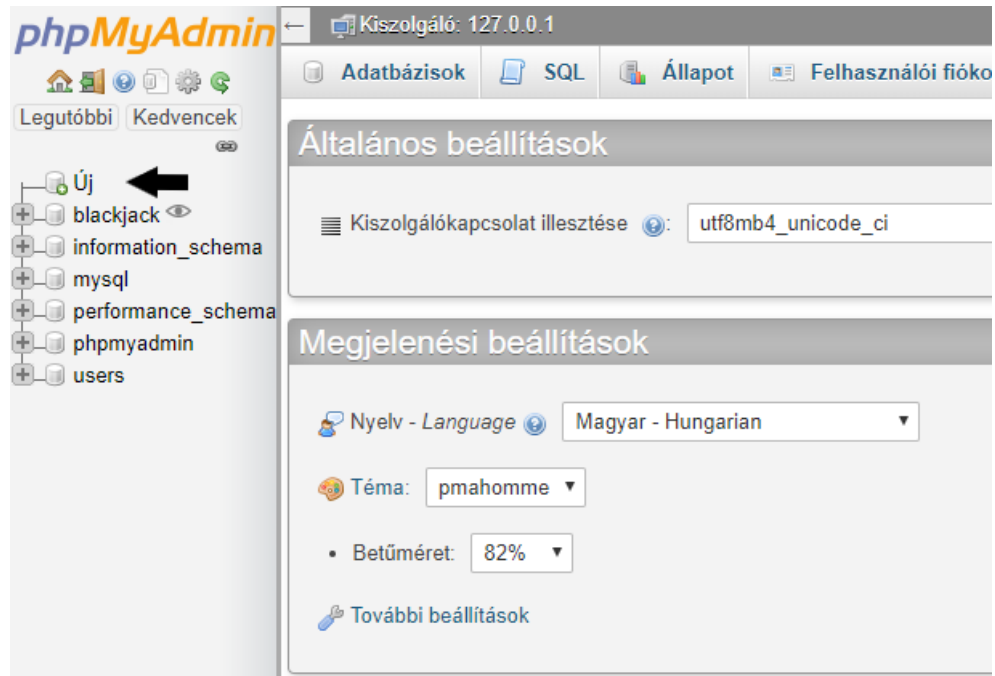 phpMyAdmin
Legutóbbi Kedvencek
Új
blackjack
information_schema
mysql
performance_schema
phpmyadmin
users
Kiszolgáló: 127.0.0.1
Adatbázisok SQL Állapot Felhasználói fióko
Általános beállítások
Kiszolgálókapcsolat illesztése : utf8mb4_unicode_ci
Megjelenési beállítások
Nyelv - Language Magyar - Hungarian
Téma: pmahomme
• Betűméret: 82%
További beállítások